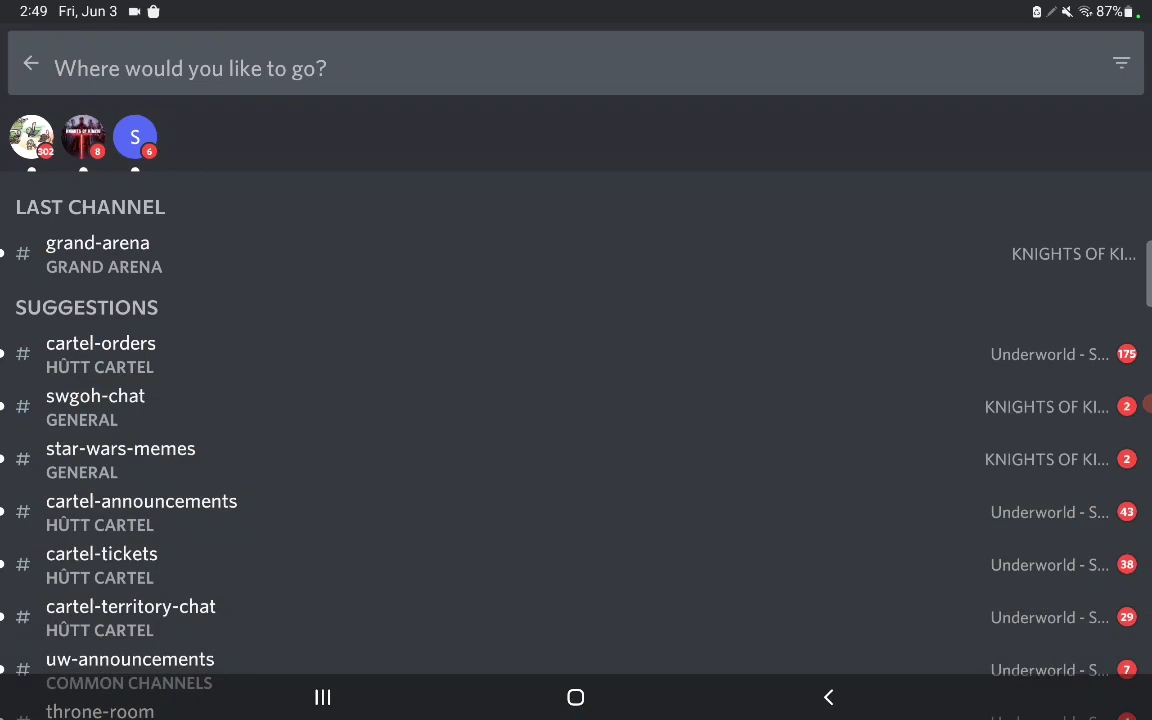 2:49 Fri, Jun 3 87%
Where would you like to go?
302 8 S 6
LAST CHANNEL
# grand-arena
GRAND ARENA KNIGHTS OF KI...
SUGGESTIONS
# cartel-orders
HÛTT CARTEL Underworld - S... 175
# swgoh-chat
GENERAL KNIGHTS OF KI... 2
# star-wars-memes
GENERAL KNIGHTS OF KI... 2
# cartel-announcements
HÛTT CARTEL Underworld - S... 43
# cartel-tickets
HÛTT CARTEL Underworld - S... 38
# cartel-territory-chat
HÛTT CARTEL Underworld - S... 29
# uw-announcements
COMMON CHANNELS Underworld - S... 7
throne-room